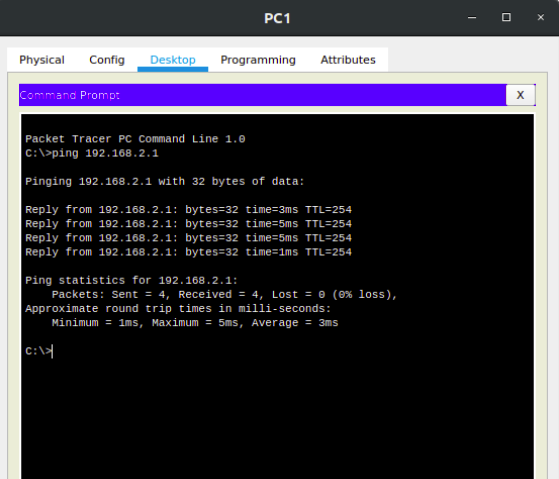 PC1
Physical Config Desktop Programming Attributes
Command Prompt X
Packet Tracer PC Command Line 1.0
C:\>ping 192.168.2.1
Pinging 192.168.2.1 with 32 bytes of data:
Reply from 192.168.2.1: bytes=32 time=3ms TTL=254
Reply from 192.168.2.1: bytes=32 time=5ms TTL=254
Reply from 192.168.2.1: bytes=32 time=5ms TTL=254
Reply from 192.168.2.1: bytes=32 time=1ms TTL=254
Ping statistics for 192.168.2.1:
Packets: Sent = 4, Received = 4, Lost = 0 (0% loss),
Approximate round trip times in milli-seconds:
Minimum = 1ms, Maximum = 5ms, Average = 3ms
C:\>